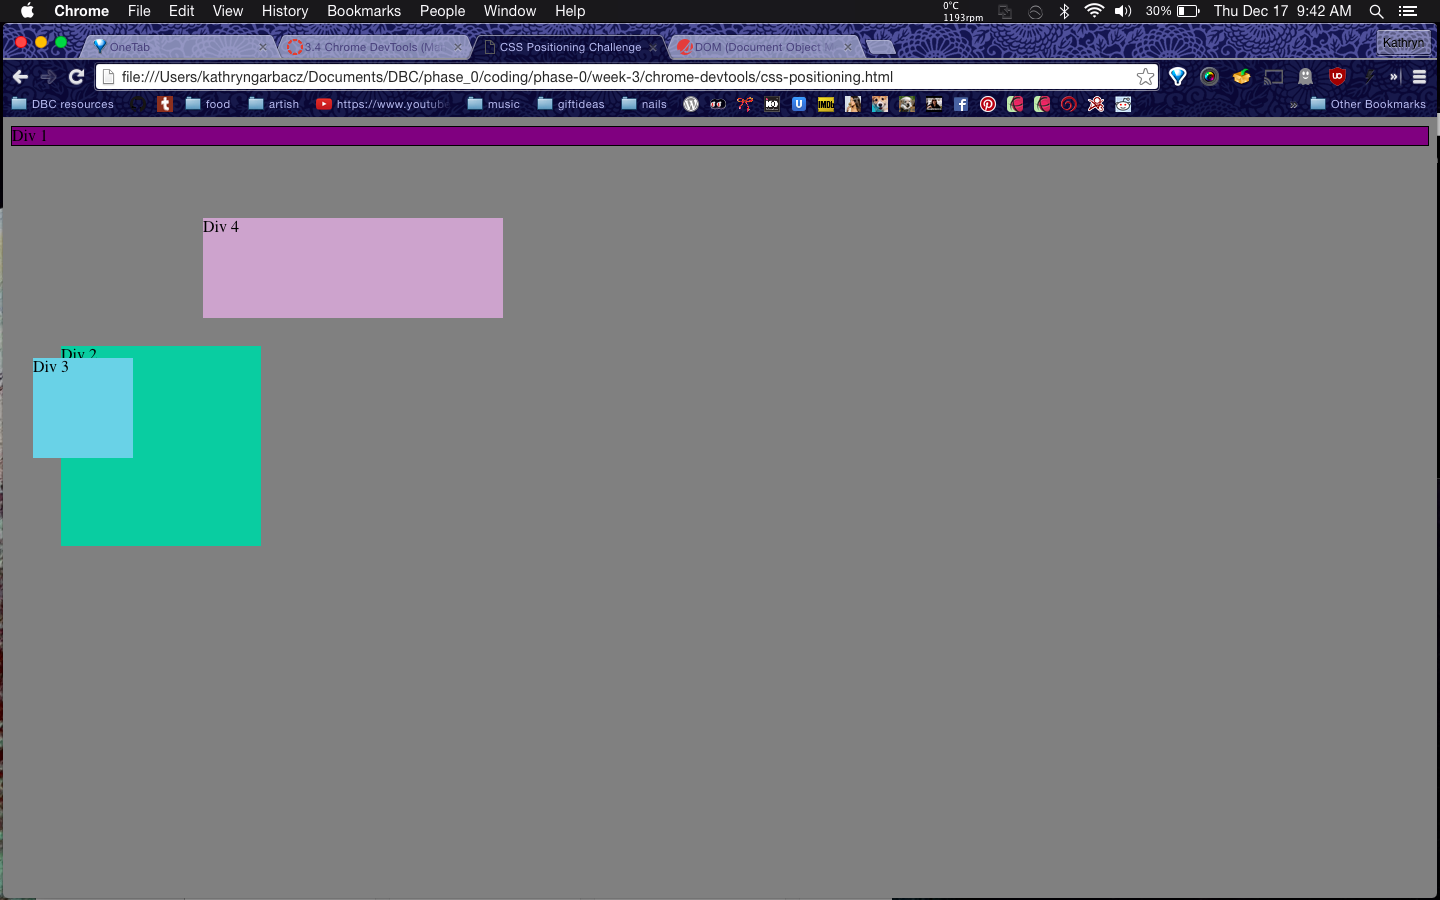 Chrome File Edit View History Bookmarks People Window Help 0°C 1193rpm 30% Thu Dec 17 9:42 AM
OneTab 3.4 Chrome DevTools CSS Positioning Challenge DOM (Document Object Kathryn
file:///Users/kathryngarbacz/Documents/DBC/phase_0/coding/phase-0/week-3/chrome-devtools/css-positioning.html
DBC resources t food artish https://www.youtube music giftideas nails IMDb Other Bookmarks
Div 1
Div 4
Div 2
Div 3